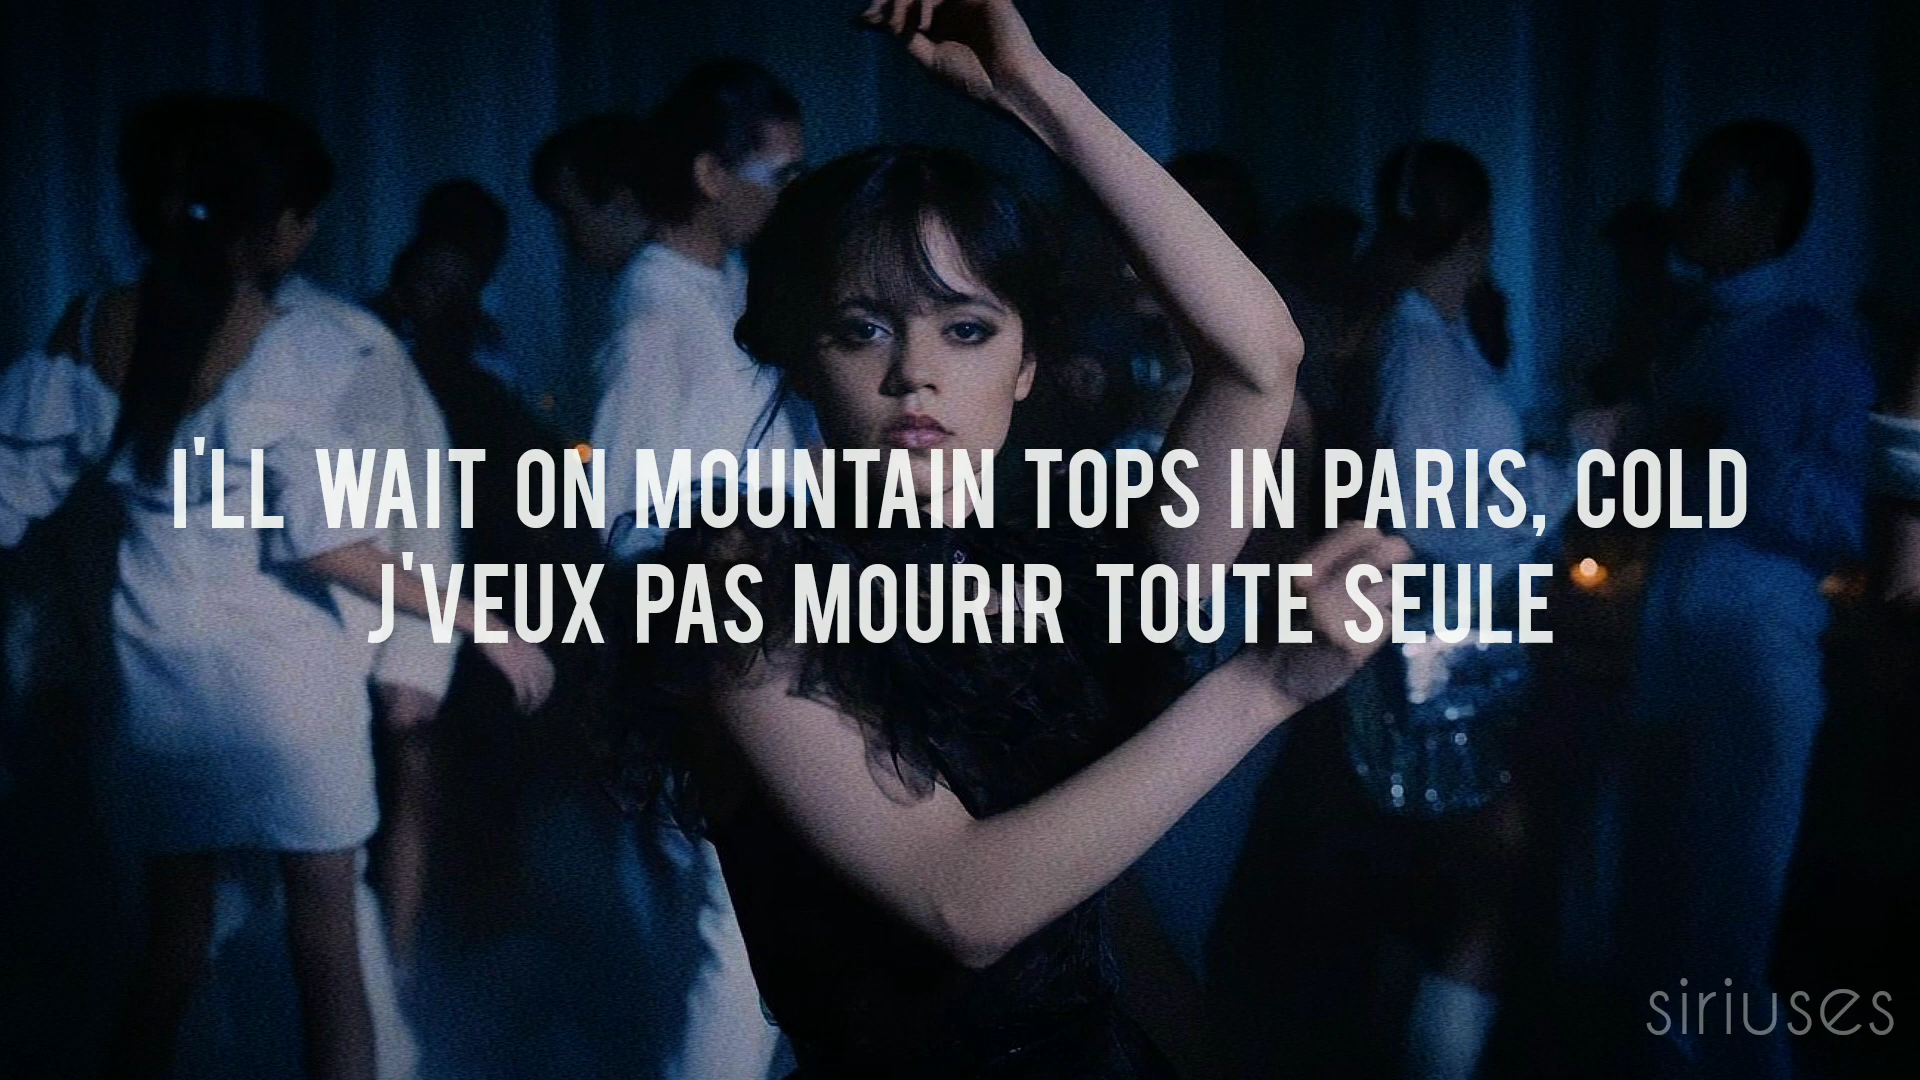 I'LL WAIT ON MOUNTAIN TOPS IN PARIS, COLD
J'VEUX PAS MOURIR TOUTE SEULE
siriuses